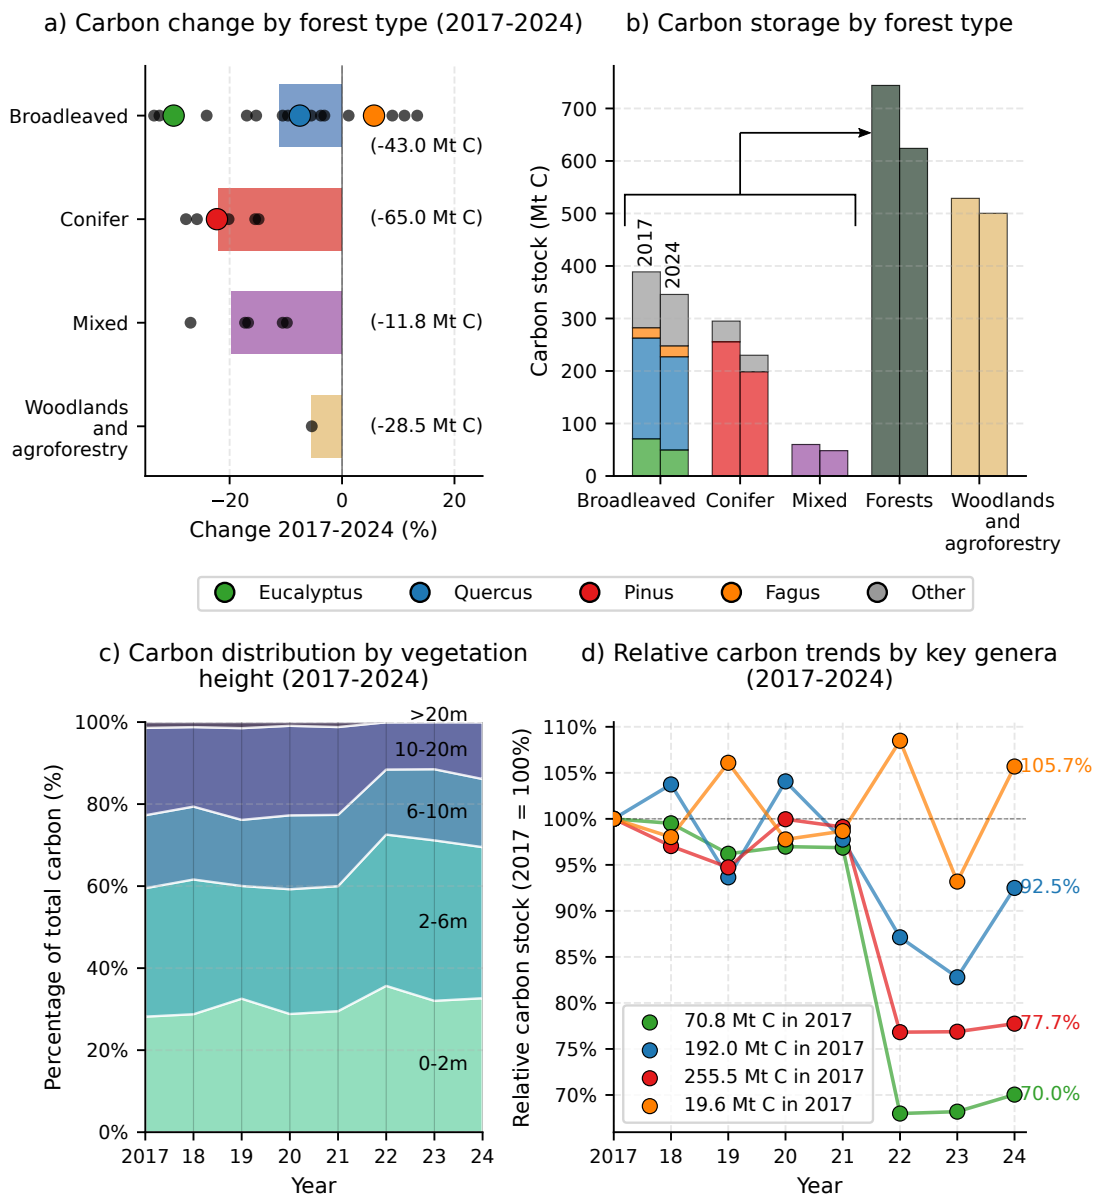 a) Carbon change by forest type (2017-2024)
Broadleaved
(-43.0 Mt C)
Conifer
(-65.0 Mt C)
Mixed
(-11.8 Mt C)
Woodlands
and
agroforestry
(-28.5 Mt C)
−20
0
20
Change 2017-2024 (%)
b) Carbon storage by forest type
Carbon stock (Mt C)
700
600
500
400
300
200
100
0
2017
2024
Broadleaved
Conifer
Mixed
Forests
Woodlands
and
agroforestry
Eucalyptus
Quercus
Pinus
Fagus
Other
c) Carbon distribution by vegetation
height (2017-2024)
Percentage of total carbon (%)
100%
80%
60%
40%
20%
0%
>20m
10-20m
6-10m
2-6m
0-2m
2017
18
19
20
21
22
23
24
Year
d) Relative carbon trends by key genera
(2017-2024)
Relative carbon stock (2017 = 100%)
110%
105%
100%
95%
90%
85%
80%
75%
70%
105.7%
92.5%
77.7%
70.0%
70.8 Mt C in 2017
192.0 Mt C in 2017
255.5 Mt C in 2017
19.6 Mt C in 2017
2017
18
19
20
21
22
23
24
Year